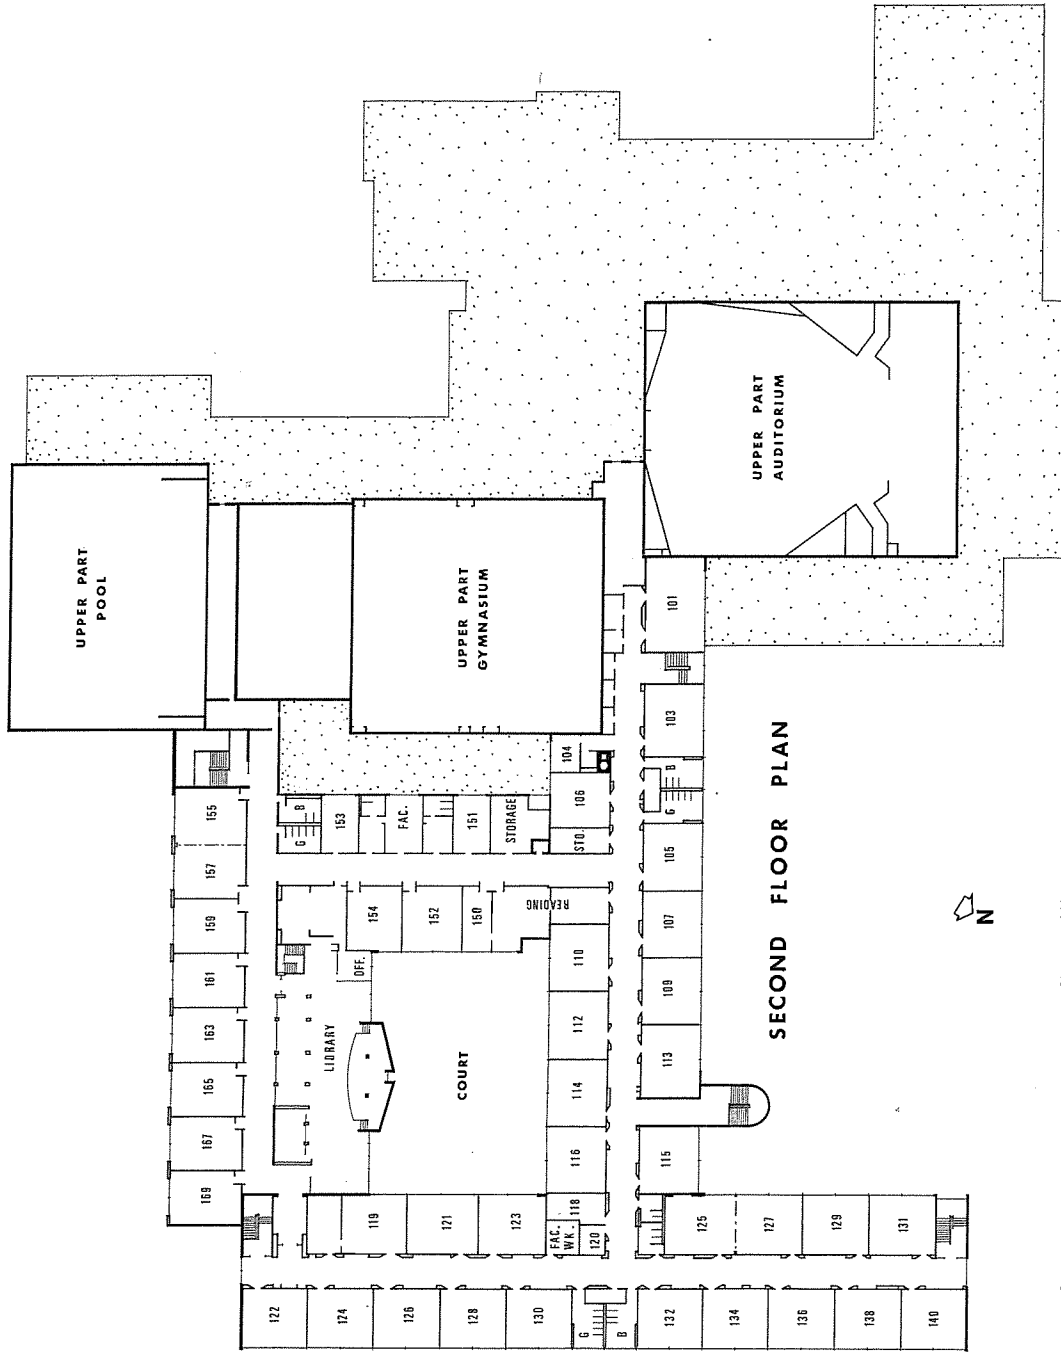 UPPER PART
POOL
UPPER PART
GYMNASIUM
UPPER PART
AUDITORIUM
155
157
159
161
163
165
167
169
G
B
153
FAC.
151
STORAGE
104
106
STO.
154
152
150
READING
OFF.
LIBRARY
COURT
110
112
114
116
118
FAC.
WK.
120
119
121
123
101
103
B
G
105
107
109
113
115
125
127
129
131
122
124
126
128
130
G
B
132
134
136
138
140
SECOND FLOOR PLAN
N